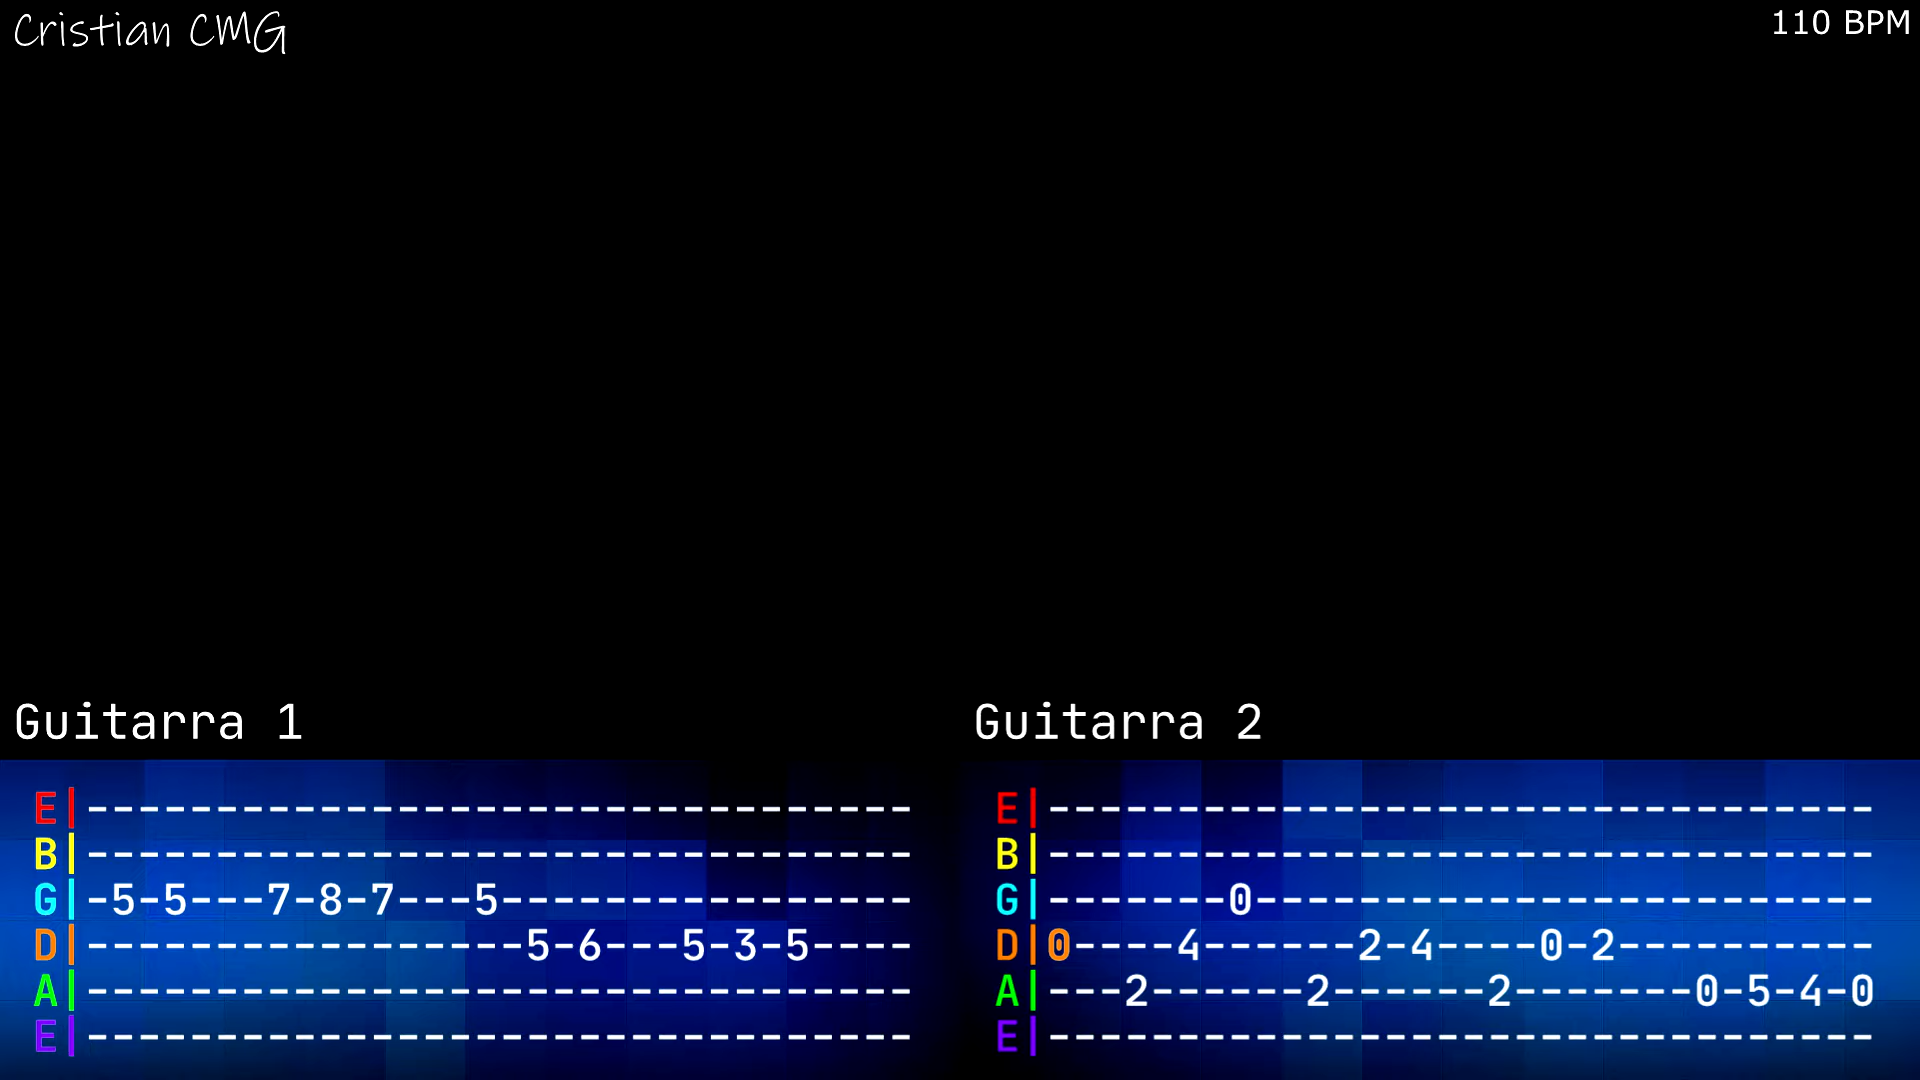 Cristian CMG
110 BPM
Guitarra 1
E|--------------------------------
B|--------------------------------
G|-5-5---7-8-7---5----------------
D|-----------------5-6---5-3-5----
A|--------------------------------
E|--------------------------------
Guitarra 2
E|--------------------------------
B|--------------------------------
G|-------0------------------------
D|0----4------2-4----0-2----------
A|---2------2------2-------0-5-4-0
E|--------------------------------